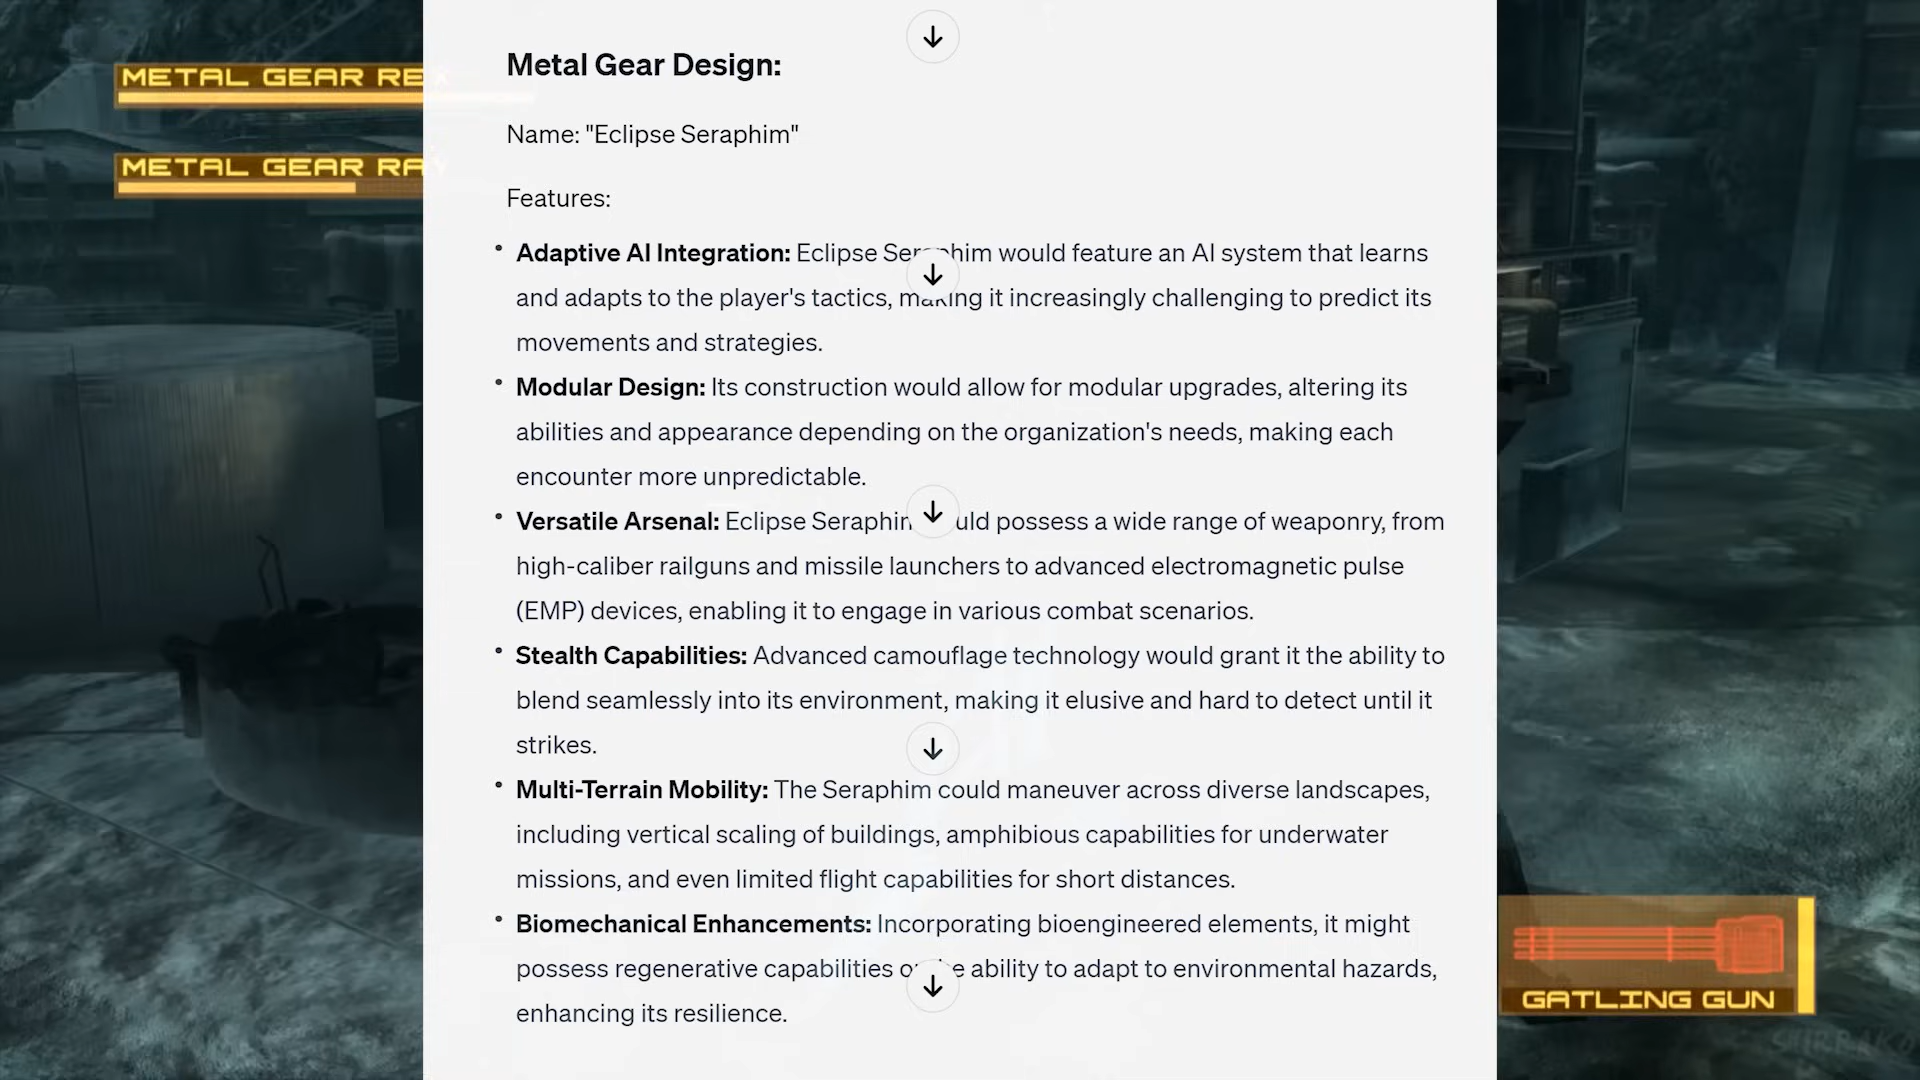 METAL GEAR REX
METAL GEAR RAY
Metal Gear Design:
Name: "Eclipse Seraphim"
Features:
• Adaptive AI Integration: Eclipse Seraphim would feature an AI system that learns
and adapts to the player's tactics, making it increasingly challenging to predict its
movements and strategies.
• Modular Design: Its construction would allow for modular upgrades, altering its
abilities and appearance depending on the organization's needs, making each
encounter more unpredictable.
• Versatile Arsenal: Eclipse Seraphim would possess a wide range of weaponry, from
high-caliber railguns and missile launchers to advanced electromagnetic pulse
(EMP) devices, enabling it to engage in various combat scenarios.
• Stealth Capabilities: Advanced camouflage technology would grant it the ability to
blend seamlessly into its environment, making it elusive and hard to detect until it
strikes.
• Multi-Terrain Mobility: The Seraphim could maneuver across diverse landscapes,
including vertical scaling of buildings, amphibious capabilities for underwater
missions, and even limited flight capabilities for short distances.
• Biomechanical Enhancements: Incorporating bioengineered elements, it might
possess regenerative capabilities or the ability to adapt to environmental hazards,
enhancing its resilience.
GATLING GUN